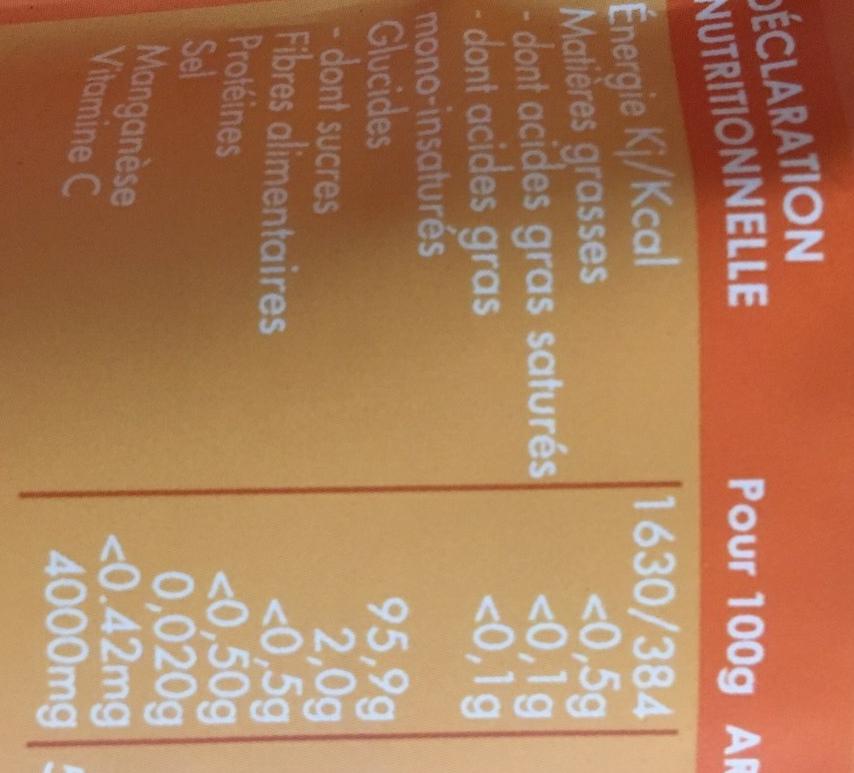 DÉCLARATION
NUTRITIONNELLE Pour 100g
Énergie Kj/Kcal 1630/384
Matières grasses <0,5g
- dont acides gras saturés <0,1g
- dont acides gras <0,1g
mono-insaturés
Glucides 95,9g
- dont sucres 2,0g
Fibres alimentaires <0,5g
Protéines <0,50g
Sel 0,020g
Manganèse <0.42mg
Vitamine C 4000mg